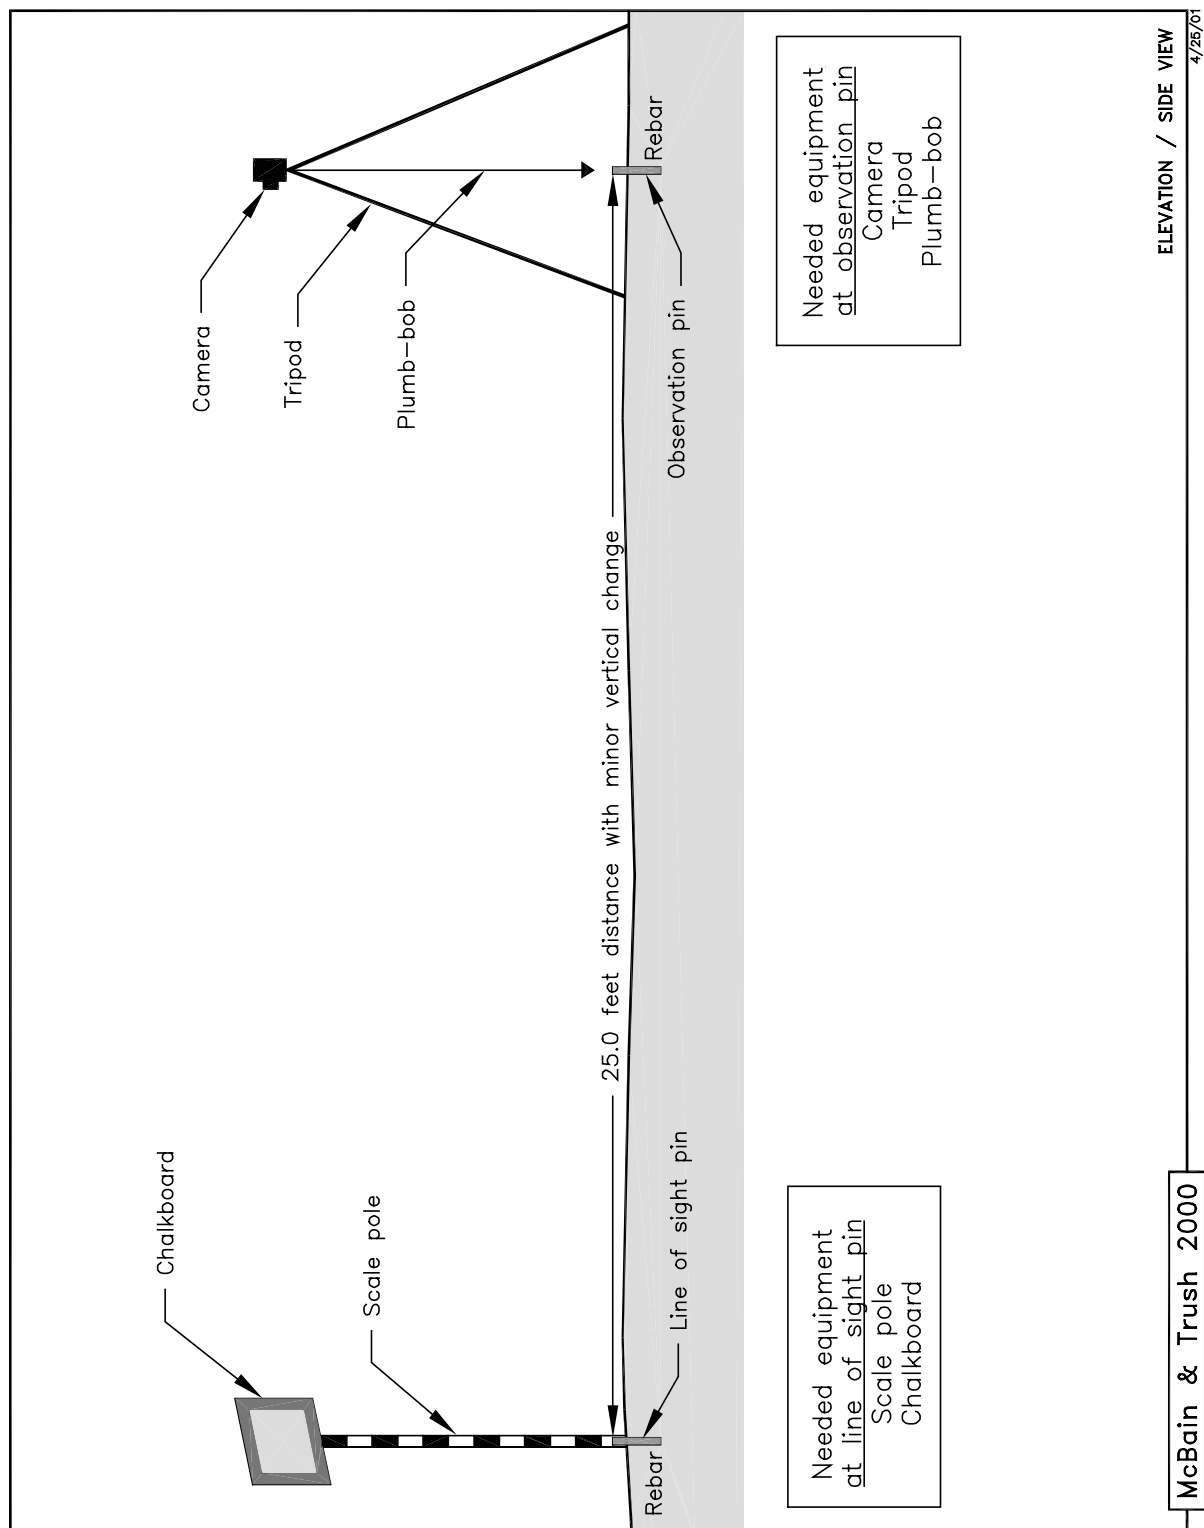 Chalkboard
Camera
Scale pole
Tripod
Plumb-bob
25.0 feet distance with minor vertical change
Rebar
Line of sight pin
Observation pin
Rebar
Needed equipment
at line of sight pin
Scale pole
Chalkboard
Needed equipment
at observation pin
Camera
Tripod
Plumb-bob
McBain & Trush 2000
ELEVATION / SIDE VIEW
4/25/01